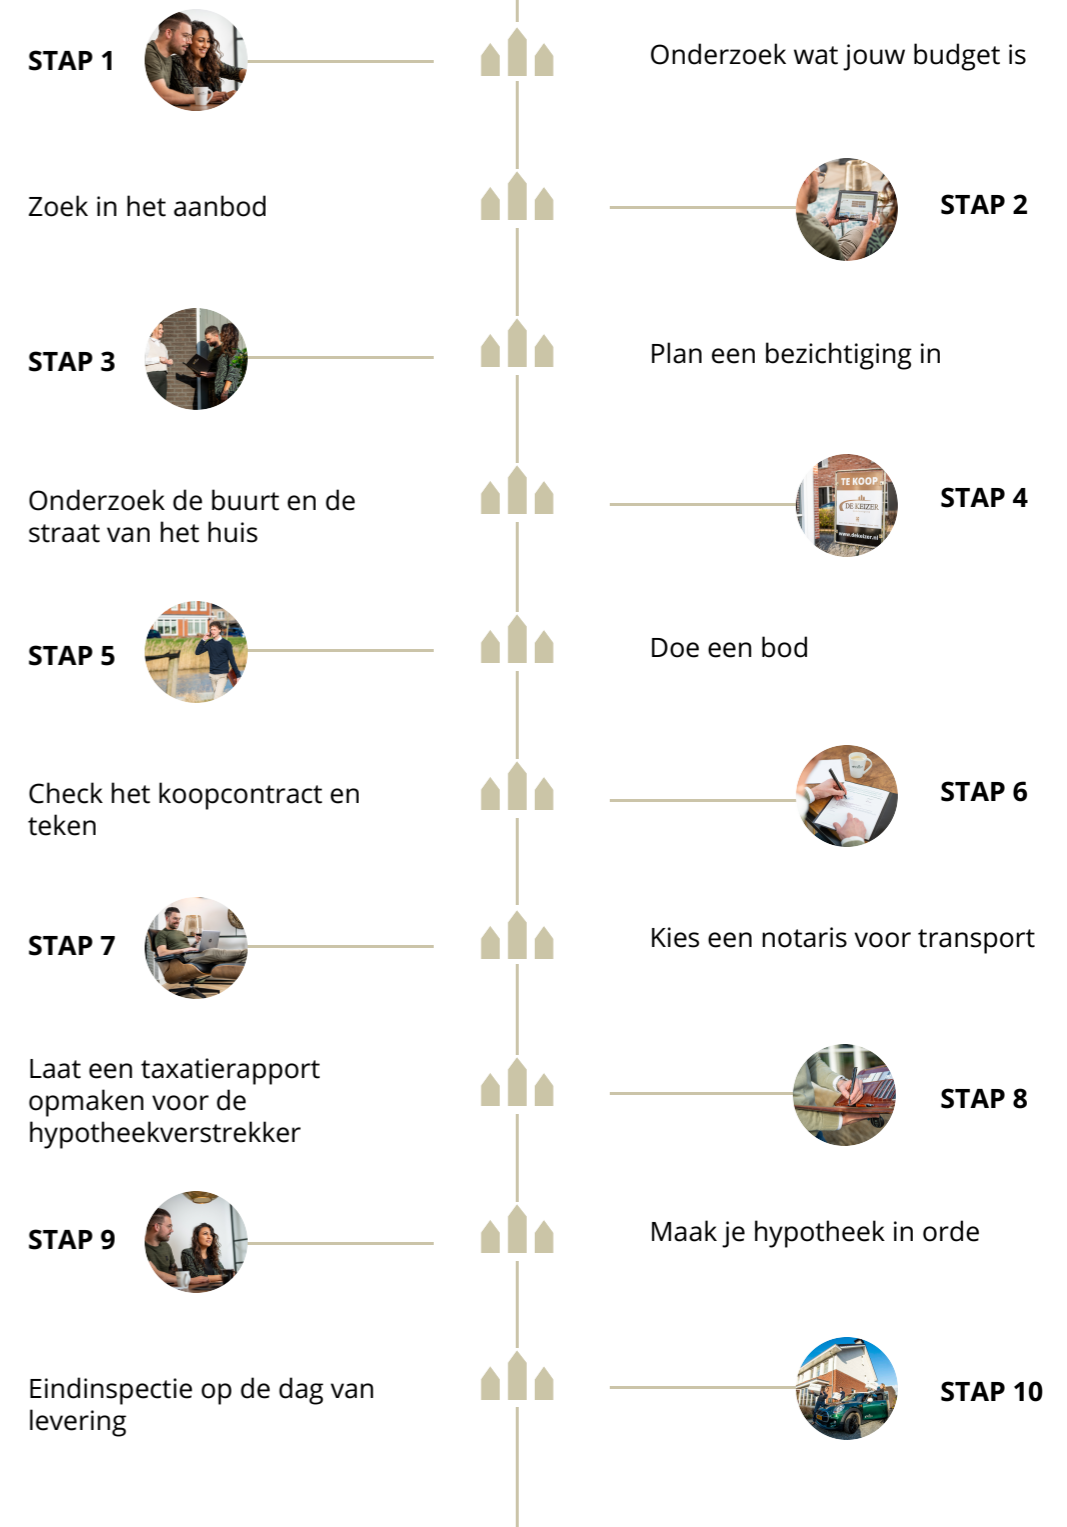 STAP 1
Onderzoek wat jouw budget is
Zoek in het aanbod
STAP 2
STAP 3
Plan een bezichtiging in
Onderzoek de buurt en de
straat van het huis
TE KOOP
DE KEIZER
www.dekeizer.nl
STAP 4
STAP 5
Doe een bod
Check het koopcontract en
teken
STAP 6
STAP 7
Kies een notaris voor transport
Laat een taxatierapport
opmaken voor de
hypotheekverstrekker
STAP 8
STAP 9
Maak je hypotheek in orde
Eindinspectie op de dag van
levering
STAP 10